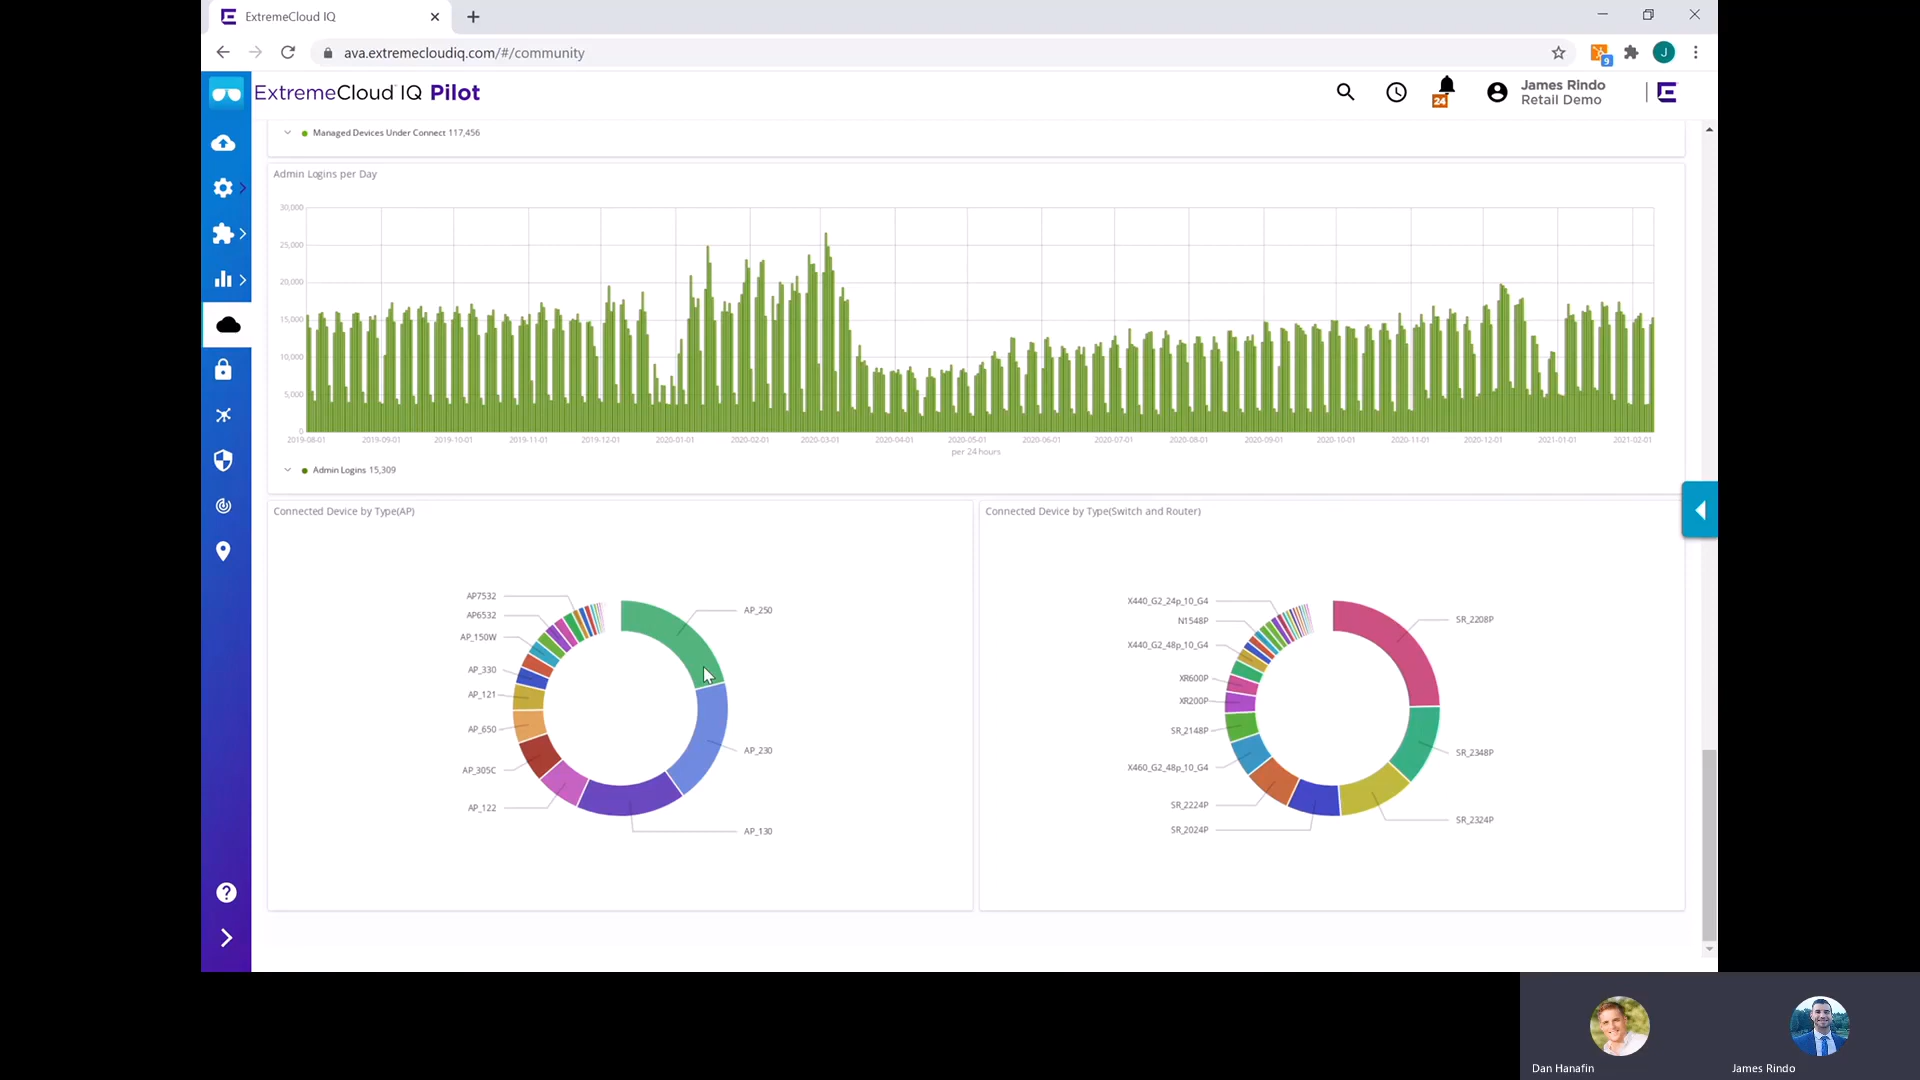 ExtremeCloud IQ
ava.extremecloudiq.com/#/community
9
J
ExtremeCloud IQ Pilot
24
James Rindo
Retail Demo
Managed Devices Under Connect 117,456
Admin Logins per Day
30,000
25,000
20,000
15,000
10,000
5,000
0
2019-08-01 2019-09-01 2019-10-01 2019-11-01 2019-12-01 2020-01-01 2020-02-01 2020-03-01 2020-04-01 2020-05-01 2020-06-01 2020-07-01 2020-08-01 2020-09-01 2020-10-01 2020-11-01 2020-12-01 2021-01-01 2021-02-01
per 24 hours
Admin Logins 15,309
Connected Device by Type(AP)
AP7532
AP6532
AP_150W
AP_330
AP_121
AP_650
AP_305C
AP_122
AP_250
AP_230
AP_130
Connected Device by Type(Switch and Router)
X440_G2_24p_10_G4
N1548P
X440_G2_48p_10_G4
XR600P
XR200P
SR_2148P
X460_G2_48p_10_G4
SR_2224P
SR_2024P
SR_2208P
SR_2348P
SR_2324P
Dan Hanafin
James Rindo